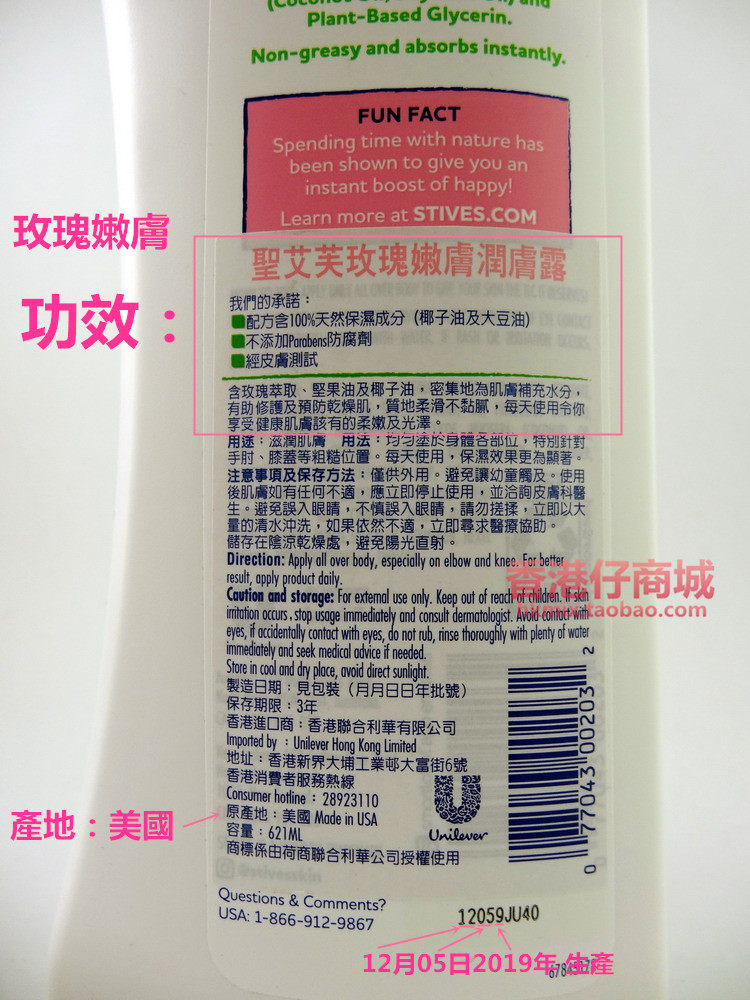 Plant-Based Glycerin.
Non-greasy and absorbs instantly.
FUN FACT
Spending time with nature has
been shown to give you an
instant boost of happy!
Learn more at STIVES.COM
玫瑰嫩膚
功效：
聖艾芙玫瑰嫩膚潤膚露
我們的承諾：
配方含100%天然保濕成分（椰子油及大豆油）
不添加Parabens防腐劑
經皮膚測試
含玫瑰萃取、堅果油及椰子油，密集地為肌膚補充水分，
有助修護及預防乾燥肌，質地柔滑不黏膩，每天使用令你
享受健康肌膚該有的柔嫩及光澤。
用途：滋潤肌膚 用法：均勻塗於身體各部位，特別針對
手肘、膝蓋等粗糙位置。每天使用，保濕效果更為顯著。
注意事項及保存方法：僅供外用。避免讓幼童觸及。使用
後肌膚如有任何不適，應立即停止使用，並洽詢皮膚科醫
生。避免誤入眼睛，不慎誤入眼睛，請勿搓揉，立即以大
量的清水沖洗，如果依然不適，立即尋求醫療協助。
儲存在陰涼乾燥處，避免陽光直射。
Direction: Apply all over body, especially on elbow and knee. For better
result, apply product daily.
香港仔商城
Caution and storage: For external use only. Keep out of reach of children. If skin
irritation occurs, stop usage immediately and consult dermatologist. Avoid contact with
taobao.com
eyes, if accidentally contact with eyes, do not rub, rinse thoroughly with plenty of water
immediately and seek medical advice if needed.
Store in cool and dry place, avoid direct sunlight.
製造日期：見包裝（月月日日年批號）
保存期限：3年
香港進口商：香港聯合利華有限公司
Imported by ：Unilever Hong Kong Limited
地址：香港新界大埔工業邨大富街6號
香港消費者服務熱線
Consumer hotline：28923110
原產地：美國 Made in USA
容量：621ML
商標係由荷商聯合利華公司授權使用
Unilever
0 77043 00203 2
產地：美國
@stivesskin
Questions & Comments?
USA: 1-866-912-9867
12059JU40
12月05日2019年 生產